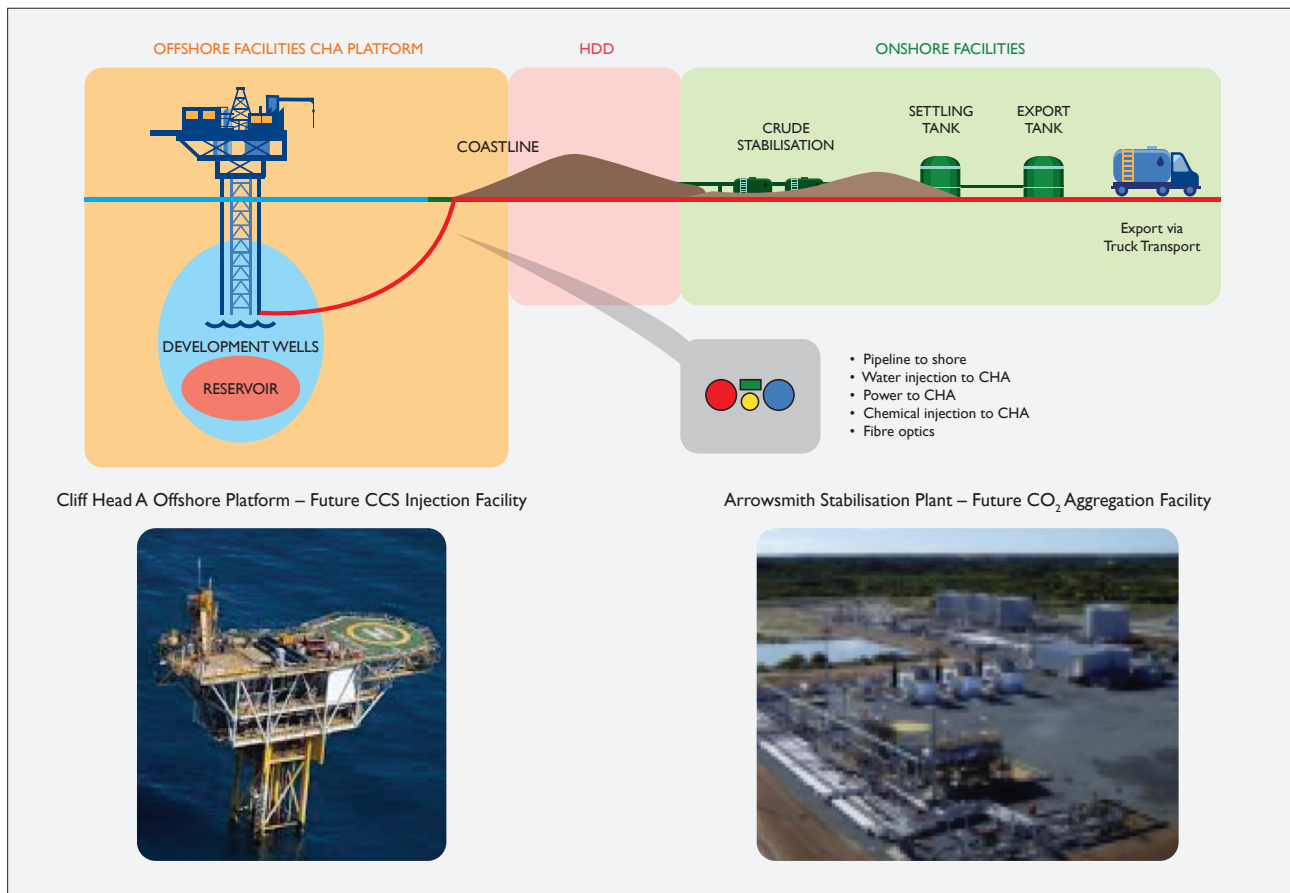 OFFSHORE FACILITIES CHA PLATFORM
HDD
ONSHORE FACILITIES
COASTLINE
CRUDE
STABILISATION
SETTLING
TANK
EXPORT
TANK
Export via
Truck Transport
DEVELOPMENT WELLS
RESERVOIR
• Pipeline to shore
• Water injection to CHA
• Power to CHA
• Chemical injection to CHA
• Fibre optics
Cliff Head A Offshore Platform – Future CCS Injection Facility
Arrowsmith Stabilisation Plant – Future CO₂ Aggregation Facility
H